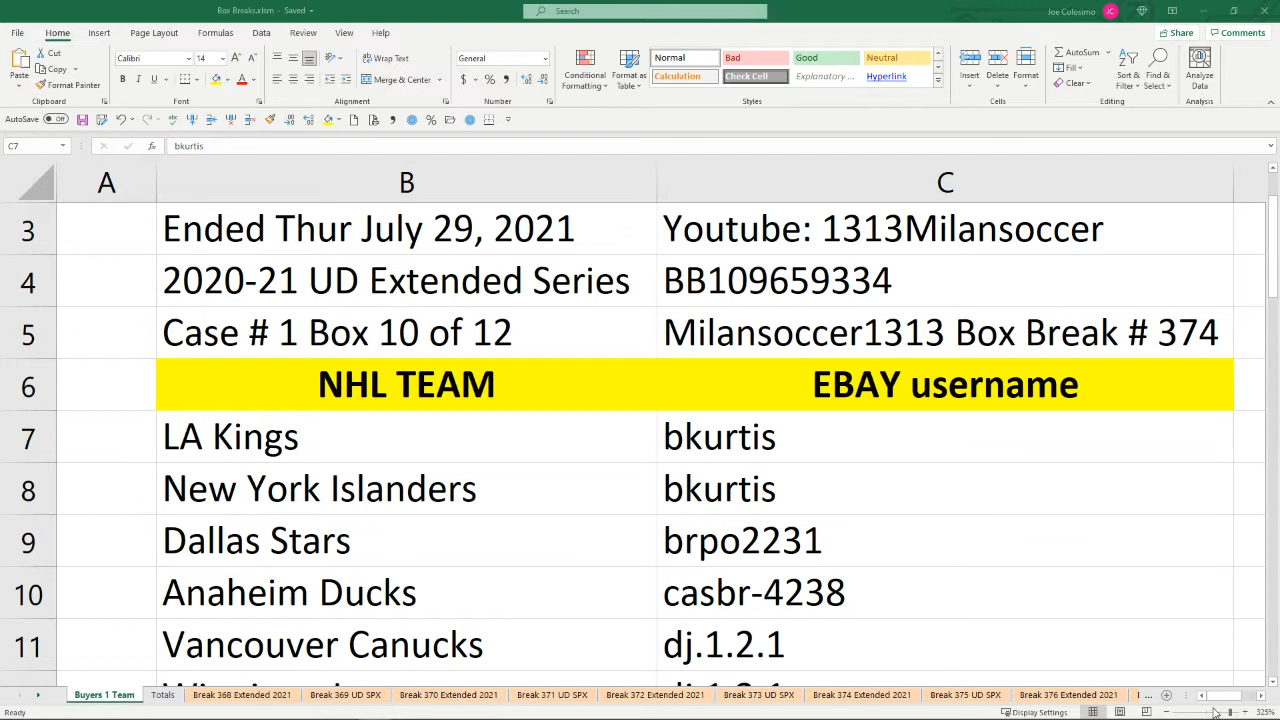 Box Breaks.xlsm - Saved
Search
Joe Colosimo JC
File Home Insert Page Layout Formulas Data Review View Help
Share Comments
Paste Cut Copy Format Painter
Calibri 14
B I U
Wrap Text
Merge & Center
General
$ % ,
Conditional Formatting
Format as Table
Normal Bad Good Neutral
Calculation Check Cell Explanatory ... Hyperlink
Insert Delete Format
AutoSum Fill Clear
Sort & Filter
Find & Select
Analyze Data
Clipboard Font Alignment Number Styles Cells Editing Analysis
AutoSave Off
C7 fx bkurtis
A B C
3 Ended Thur July 29, 2021 Youtube: 1313Milansoccer
4 2020-21 UD Extended Series BB109659334
5 Case # 1 Box 10 of 12 Milansoccer1313 Box Break # 374
6 NHL TEAM EBAY username
7 LA Kings bkurtis
8 New York Islanders bkurtis
9 Dallas Stars brpo2231
10 Anaheim Ducks casbr-4238
11 Vancouver Canucks dj.1.2.1
Buyers 1 Team Totals Break 368 Extended 2021 Break 369 UD SPX Break 370 Extended 2021 Break 371 UD SPX Break 372 Extended 2021 Break 373 UD SPX Break 374 Extended 2021 Break 375 UD SPX Break 376 Extended 2021 ...
Ready Display Settings 325%